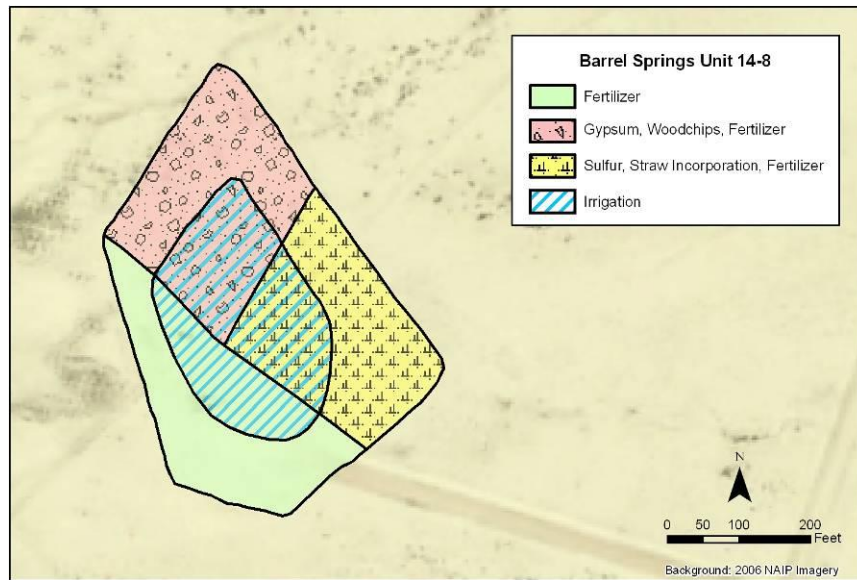 Barrel Springs Unit 14-8
Fertilizer
Gypsum, Woodchips, Fertilizer
Sulfur, Straw Incorporation, Fertilizer
Irrigation
N
0 50 100 200
Feet
Background: 2006 NAIP Imagery